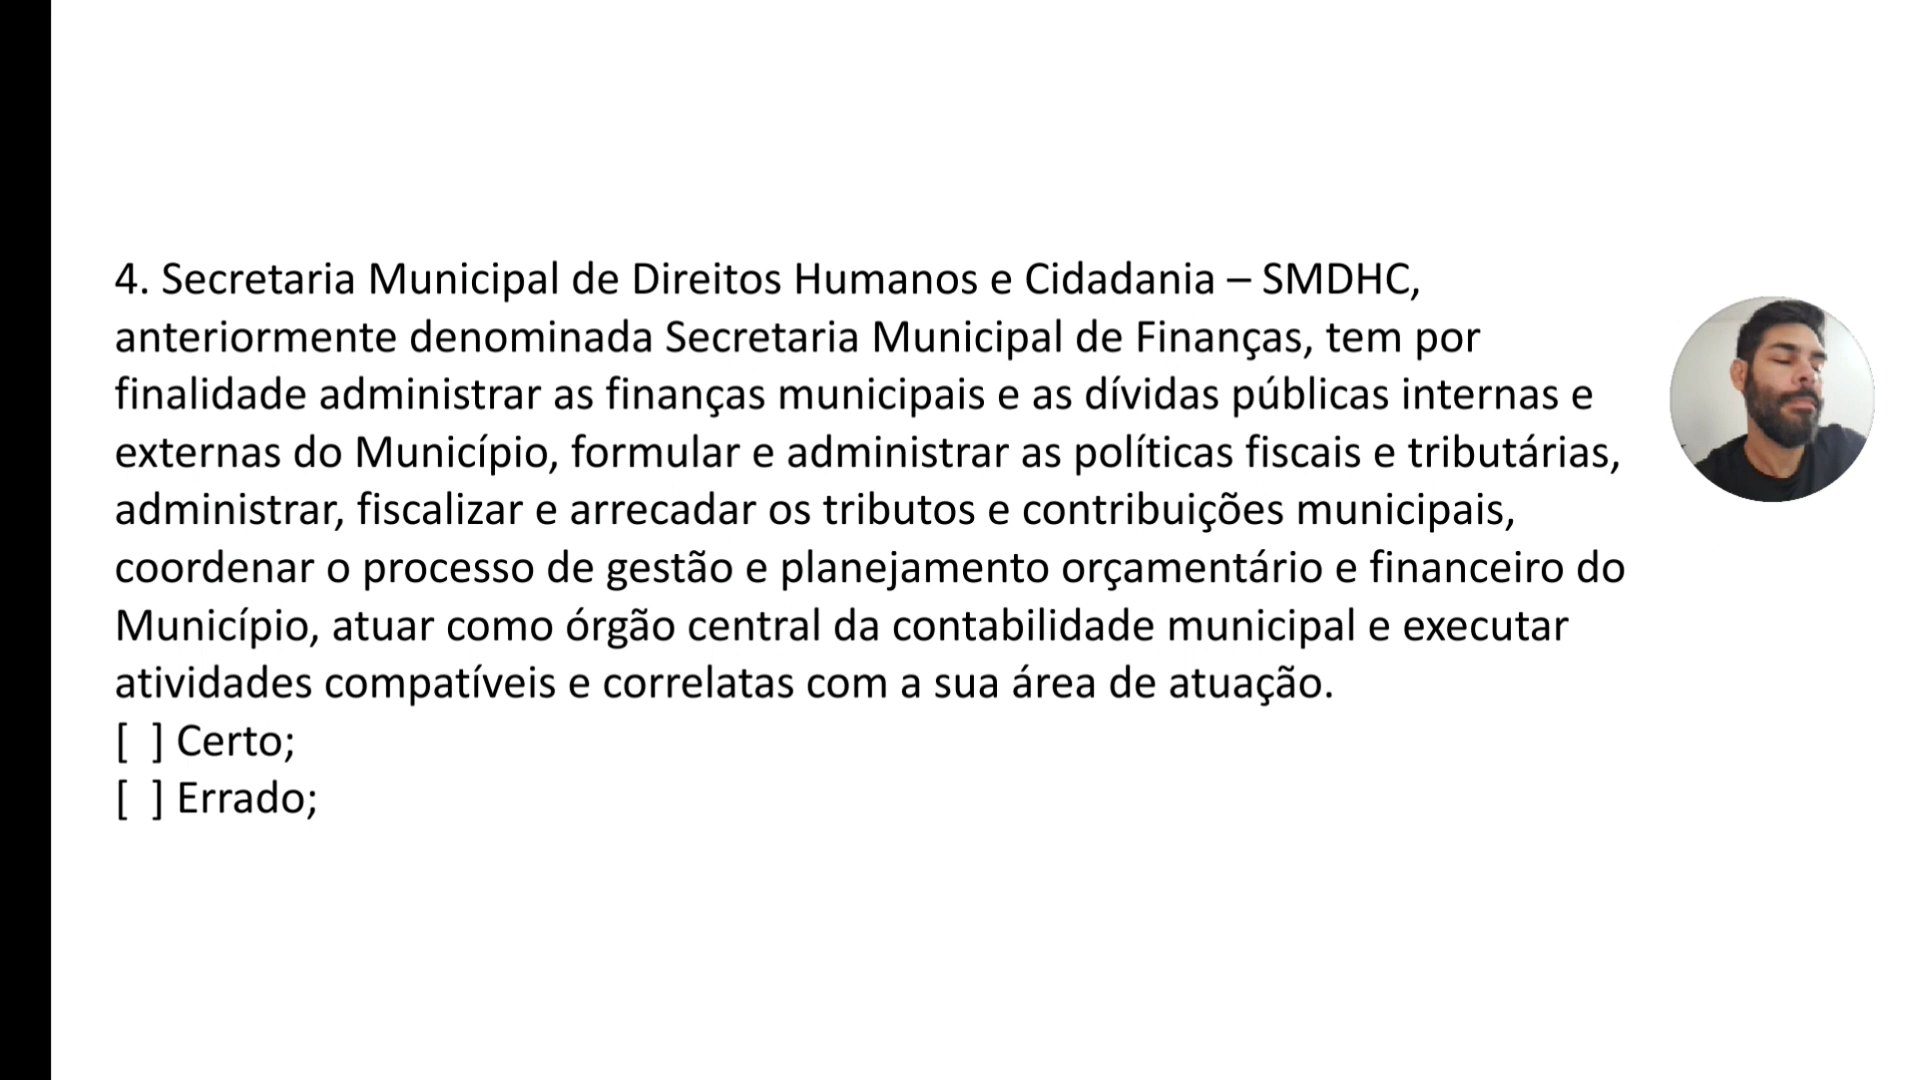 4. Secretaria Municipal de Direitos Humanos e Cidadania – SMDHC,
anteriormente denominada Secretaria Municipal de Finanças, tem por
finalidade administrar as finanças municipais e as dívidas públicas internas e
externas do Município, formular e administrar as políticas fiscais e tributárias,
administrar, fiscalizar e arrecadar os tributos e contribuições municipais,
coordenar o processo de gestão e planejamento orçamentário e financeiro do
Município, atuar como órgão central da contabilidade municipal e executar
atividades compatíveis e correlatas com a sua área de atuação.
[  ] Certo;
[  ] Errado;